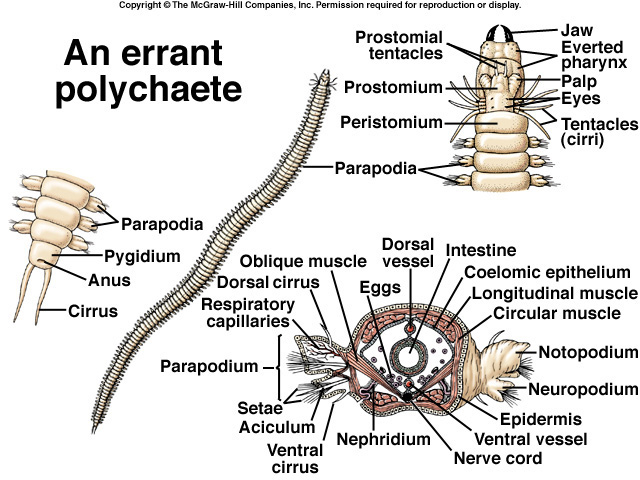 Copyright © The McGraw-Hill Companies, Inc. Permission required for reproduction or display.
An errant
polychaete
Prostomial
tentacles
Prostomium
Peristomium
Parapodia
Jaw
Everted
pharynx
Palp
Eyes
Tentacles
(cirri)
Parapodia
Pygidium
Anus
Cirrus
Dorsal
vessel
Intestine
Oblique muscle
Coelomic epithelium
Dorsal cirrus
Eggs
Longitudinal muscle
Respiratory
capillaries
Circular muscle
Parapodium
Notopodium
Neuropodium
Setae
Aciculum
Epidermis
Ventral
cirrus
Nephridium
Ventral vessel
Nerve cord